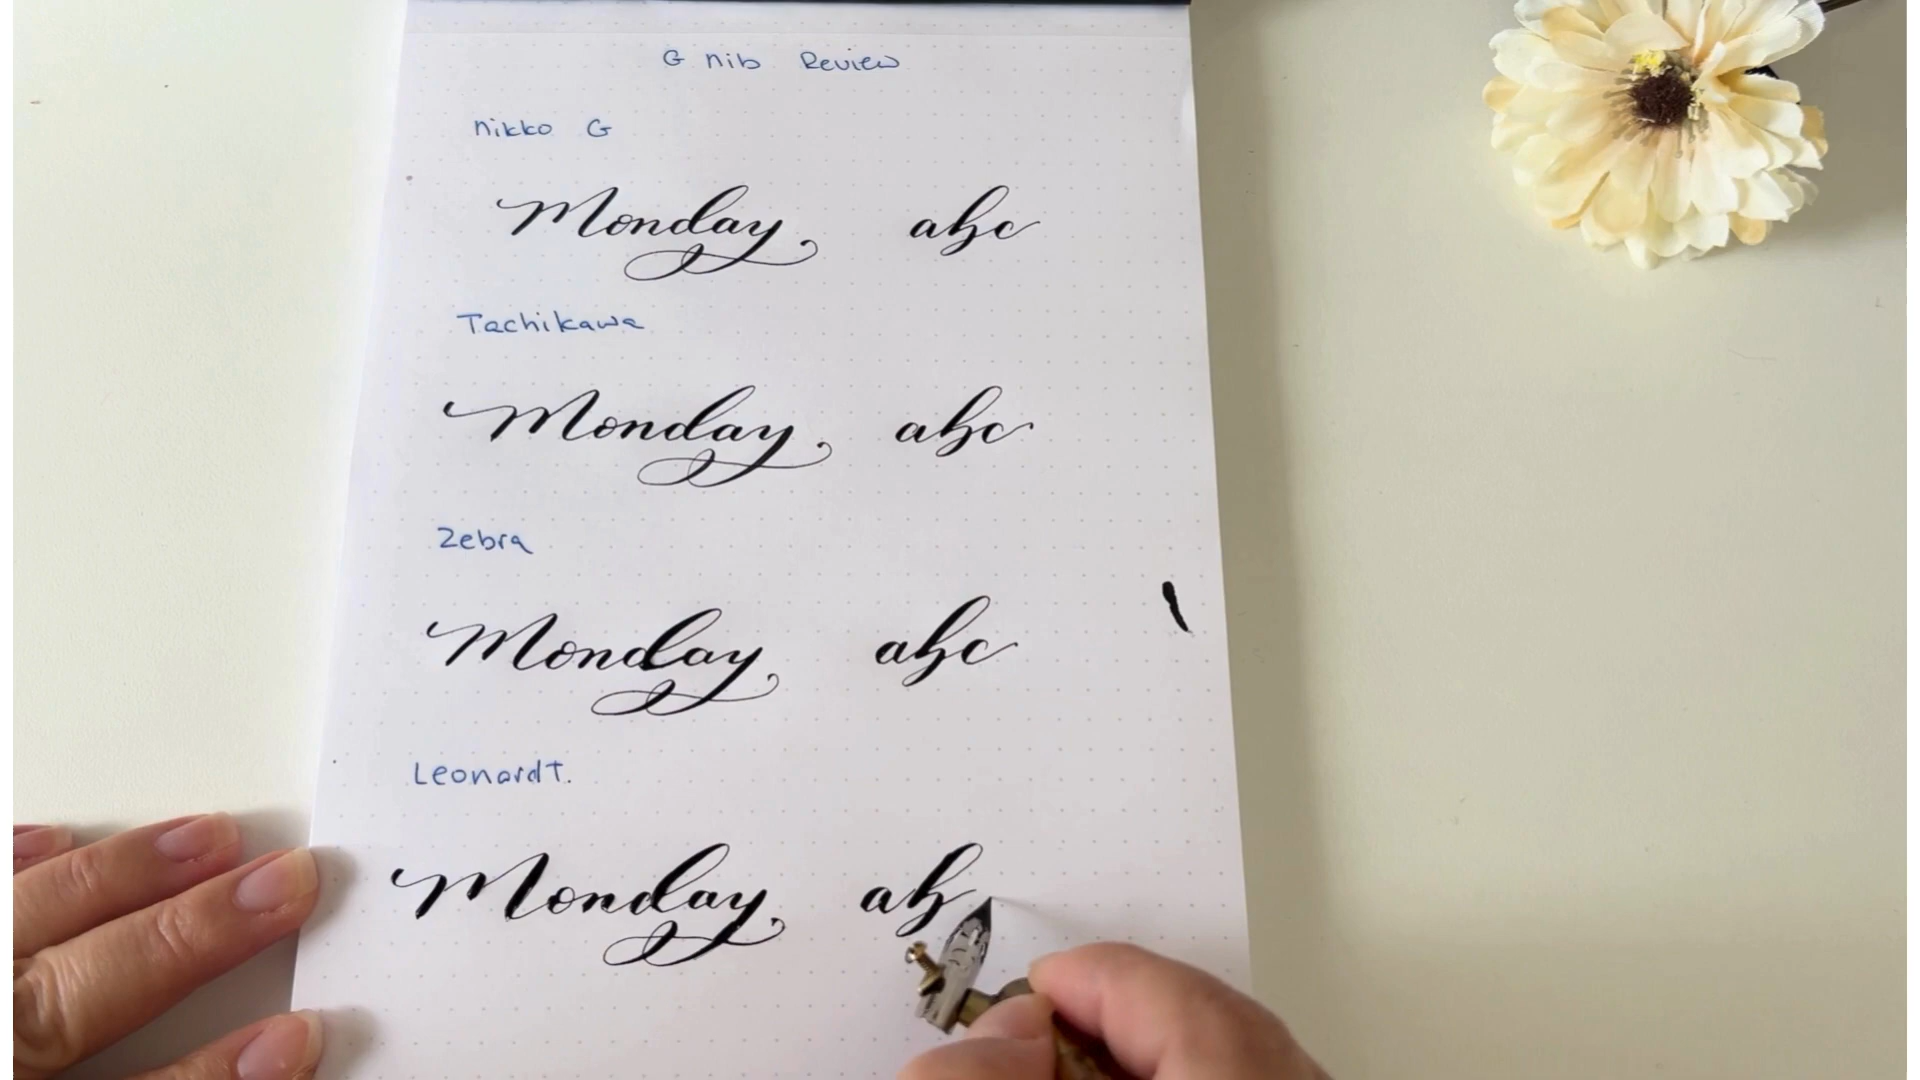 G nib Review
nikko G
Monday abc
Tachikawa
Monday abc
Zebra
Monday abc
Leonardt.
Monday ab